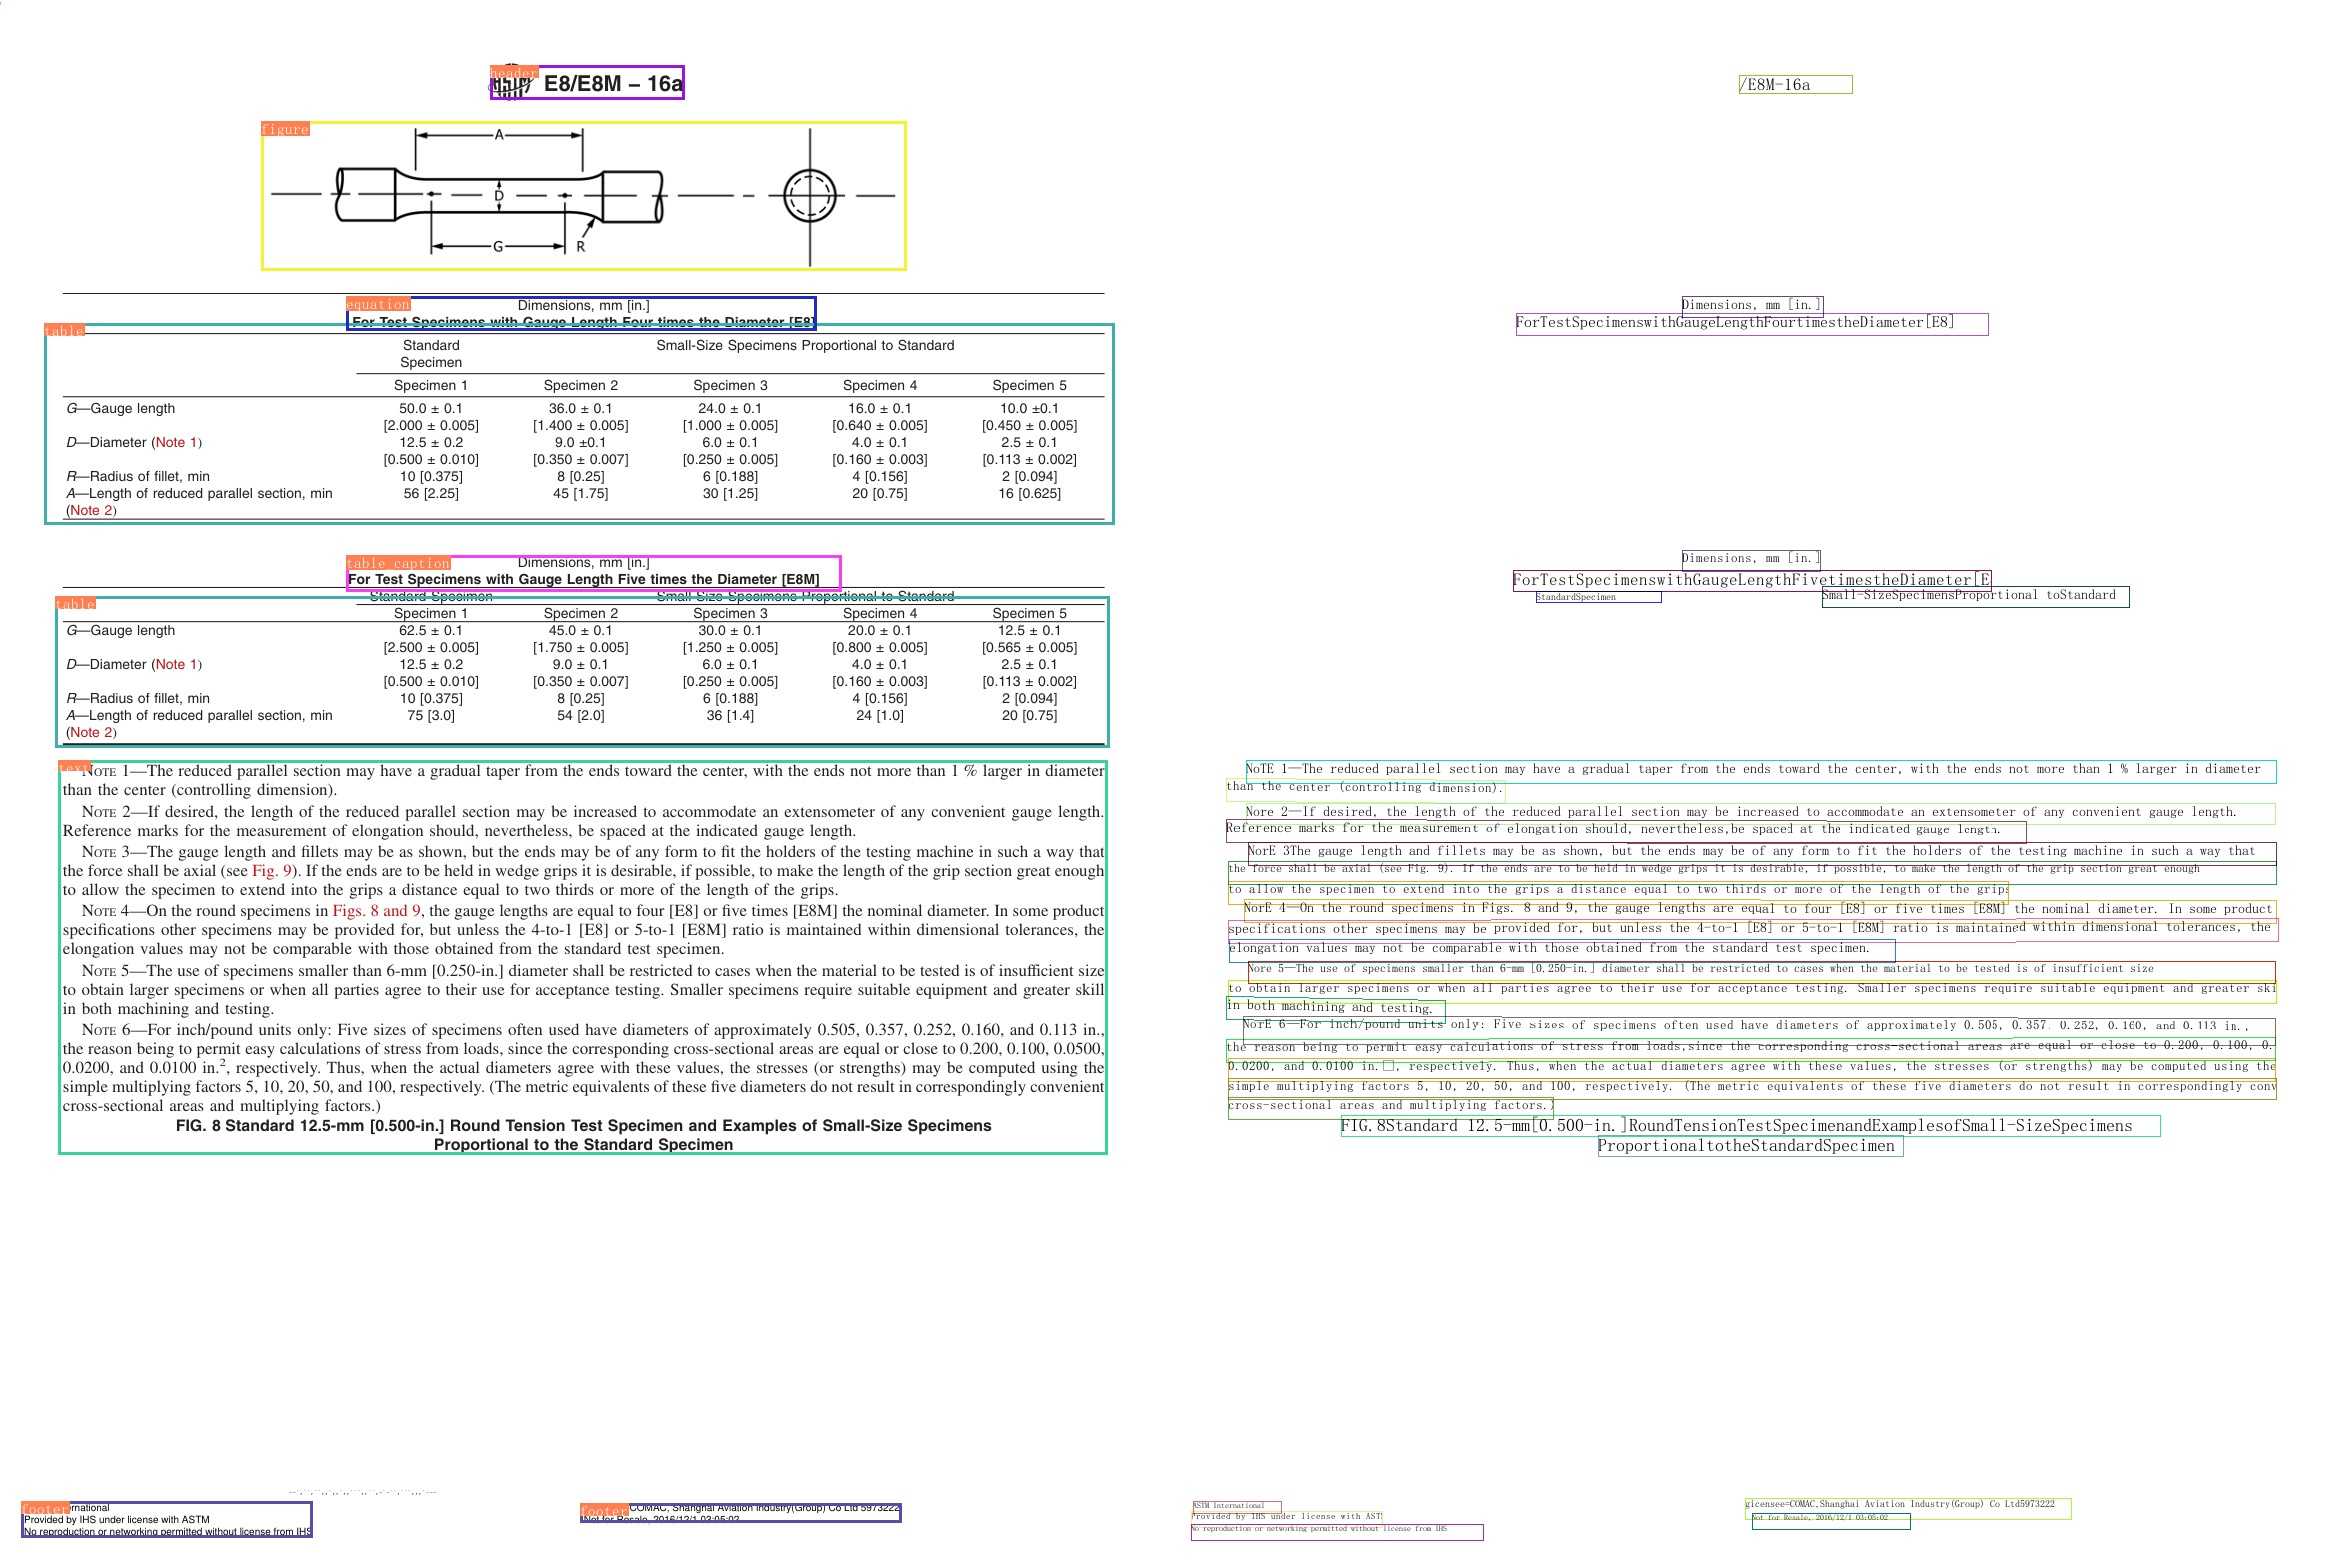 header
E8/E8M – 16a
figure
A
D
G
R
equation
Dimensions, mm [in.]
For Test Specimens with Gauge Length Four times the Diameter [E8]
table
Standard Specimen Small-Size Specimens Proportional to Standard
Specimen 1 Specimen 2 Specimen 3 Specimen 4 Specimen 5
G—Gauge length 50.0 ± 0.1 36.0 ± 0.1 24.0 ± 0.1 16.0 ± 0.1 10.0 ±0.1
[2.000 ± 0.005] [1.400 ± 0.005] [1.000 ± 0.005] [0.640 ± 0.005] [0.450 ± 0.005]
D—Diameter (Note 1) 12.5 ± 0.2 9.0 ±0.1 6.0 ± 0.1 4.0 ± 0.1 2.5 ± 0.1
[0.500 ± 0.010] [0.350 ± 0.007] [0.250 ± 0.005] [0.160 ± 0.003] [0.113 ± 0.002]
R—Radius of fillet, min 10 [0.375] 8 [0.25] 6 [0.188] 4 [0.156] 2 [0.094]
A—Length of reduced parallel section, min 56 [2.25] 45 [1.75] 30 [1.25] 20 [0.75] 16 [0.625]
(Note 2)
table caption
Dimensions, mm [in.]
For Test Specimens with Gauge Length Five times the Diameter [E8M]
table
Standard Specimen Small-Size Specimens Proportional to Standard
Specimen 1 Specimen 2 Specimen 3 Specimen 4 Specimen 5
G—Gauge length 62.5 ± 0.1 45.0 ± 0.1 30.0 ± 0.1 20.0 ± 0.1 12.5 ± 0.1
[2.500 ± 0.005] [1.750 ± 0.005] [1.250 ± 0.005] [0.800 ± 0.005] [0.565 ± 0.005]
D—Diameter (Note 1) 12.5 ± 0.2 9.0 ± 0.1 6.0 ± 0.1 4.0 ± 0.1 2.5 ± 0.1
[0.500 ± 0.010] [0.350 ± 0.007] [0.250 ± 0.005] [0.160 ± 0.003] [0.113 ± 0.002]
R—Radius of fillet, min 10 [0.375] 8 [0.25] 6 [0.188] 4 [0.156] 2 [0.094]
A—Length of reduced parallel section, min 75 [3.0] 54 [2.0] 36 [1.4] 24 [1.0] 20 [0.75]
(Note 2)
text
NOTE 1—The reduced parallel section may have a gradual taper from the ends toward the center, with the ends not more than 1 % larger in diameter
than the center (controlling dimension).
NOTE 2—If desired, the length of the reduced parallel section may be increased to accommodate an extensometer of any convenient gauge length.
Reference marks for the measurement of elongation should, nevertheless, be spaced at the indicated gauge length.
NOTE 3—The gauge length and fillets may be as shown, but the ends may be of any form to fit the holders of the testing machine in such a way that
the force shall be axial (see Fig. 9). If the ends are to be held in wedge grips it is desirable, if possible, to make the length of the grip section great enough
to allow the specimen to extend into the grips a distance equal to two thirds or more of the length of the grips.
NOTE 4—On the round specimens in Figs. 8 and 9, the gauge lengths are equal to four [E8] or five times [E8M] the nominal diameter. In some product
specifications other specimens may be provided for, but unless the 4-to-1 [E8] or 5-to-1 [E8M] ratio is maintained within dimensional tolerances, the
elongation values may not be comparable with those obtained from the standard test specimen.
NOTE 5—The use of specimens smaller than 6-mm [0.250-in.] diameter shall be restricted to cases when the material to be tested is of insufficient size
to obtain larger specimens or when all parties agree to their use for acceptance testing. Smaller specimens require suitable equipment and greater skill
in both machining and testing.
NOTE 6—For inch/pound units only: Five sizes of specimens often used have diameters of approximately 0.505, 0.357, 0.252, 0.160, and 0.113 in.,
the reason being to permit easy calculations of stress from loads, since the corresponding cross-sectional areas are equal or close to 0.200, 0.100, 0.0500,
0.0200, and 0.0100 in.², respectively. Thus, when the actual diameters agree with these values, the stresses (or strengths) may be computed using the
simple multiplying factors 5, 10, 20, 50, and 100, respectively. (The metric equivalents of these five diameters do not result in correspondingly convenient
cross-sectional areas and multiplying factors.)
FIG. 8 Standard 12.5-mm [0.500-in.] Round Tension Test Specimen and Examples of Small-Size Specimens
Proportional to the Standard Specimen
footer
rnational
Provided by IHS under license with ASTM
No reproduction or networking permitted without license from IHS
footer
COMAC, Shanghai Aviation Industry(Group) Co Ltd 5973222
Not for Resale, 2016/12/1 03:05:02
/E8M-16a
Dimensions, mm [in.]
ForTestSpecimenswithGaugeLengthFourtimestheDiameter[E8]
Dimensions, mm [in.]
ForTestSpecimenswithGaugeLengthFivetimestheDiameter[E
StandardSpecimen
Small-SizeSpecimensProportional toStandard
NoTE 1—The reduced parallel section may have a gradual taper from the ends toward the center, with the ends not more than 1 % larger in diameter
than the center (controlling dimension).
Nore 2—If desired, the length of the reduced parallel section may be increased to accommodate an extensometer of any convenient gauge length.
Reference marks for the measurement of elongation should, nevertheless,be spaced at the indicated gauge length.
NorE 3The gauge length and fillets may be as shown, but the ends may be of any form to fit the holders of the testing machine in such a way that
the force shall be axial (see Fig. 9). If the ends are to be held in wedge grips it is desirable, if possible, to make the length of the grip section great enough
to allow the specimen to extend into the grips a distance equal to two thirds or more of the length of the grips
NorE 4—On the round specimens in Figs. 8 and 9, the gauge lengths are equal to four [E8] or five times [E8M] the nominal diameter. In some product
specifications other specimens may be provided for, but unless the 4-to-1 [E8] or 5-to-1 [E8M] ratio is maintained within dimensional tolerances, the
elongation values may not be comparable with those obtained from the standard test specimen.
Nore 5—The use of specimens smaller than 6-mm [0.250-in.] diameter shall be restricted to cases when the material to be tested is of insufficient size
to obtain larger specimens or when all parties agree to their use for acceptance testing. Smaller specimens require suitable equipment and greater ski
in both machining and testing.
NorE 6—For inch/pound units only: Five sizes of specimens often used have diameters of approximately 0.505, 0.357. 0.252, 0.160, and 0.113 in.,
the reason being to permit easy calculations of stress from loads,since the corresponding cross-sectional areas are equal or close to 0.200, 0.100, 0.
0.0200, and 0.0100 in.□, respectively. Thus, when the actual diameters agree with these values, the stresses (or strengths) may be computed using the
simple multiplying factors 5, 10, 20, 50, and 100, respectively. (The metric equivalents of these five diameters do not result in correspondingly conv
cross-sectional areas and multiplying factors.)
FIG.8Standard 12.5-mm[0.500-in.]RoundTensionTestSpecimenandExamplesofSmall-SizeSpecimens
ProportionaltotheStandardSpecimen
ASTM International
Provided by IHS under license with AST
No reproduction or networking permitted without license from IHS
gicensee=COMAC,Shanghai Aviation Industry(Group) Co Ltd5973222
Not for Resale, 2016/12/1 03:05:02